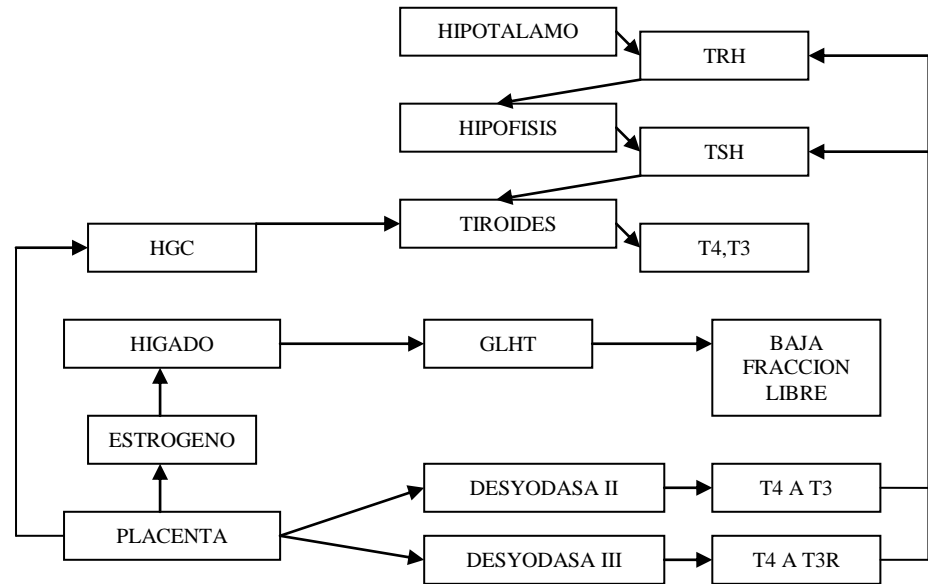 HIPOTALAMO
TRH
HIPOFISIS
TSH
TIROIDES
HGC
T4,T3
HIGADO
GLHT
BAJA
FRACCION
LIBRE
ESTROGENO
DESYODASA II
T4 A T3
PLACENTA
DESYODASA III
T4 A T3R